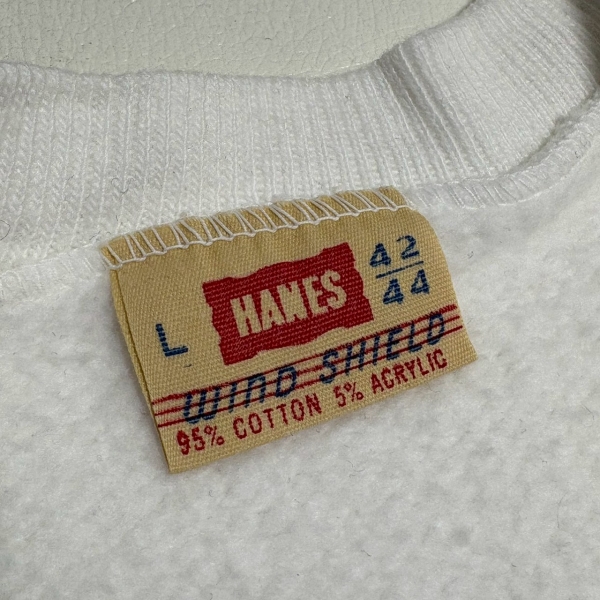 L HANES 42/44
WIND SHIELD
95% COTTON 5% ACRYLIC